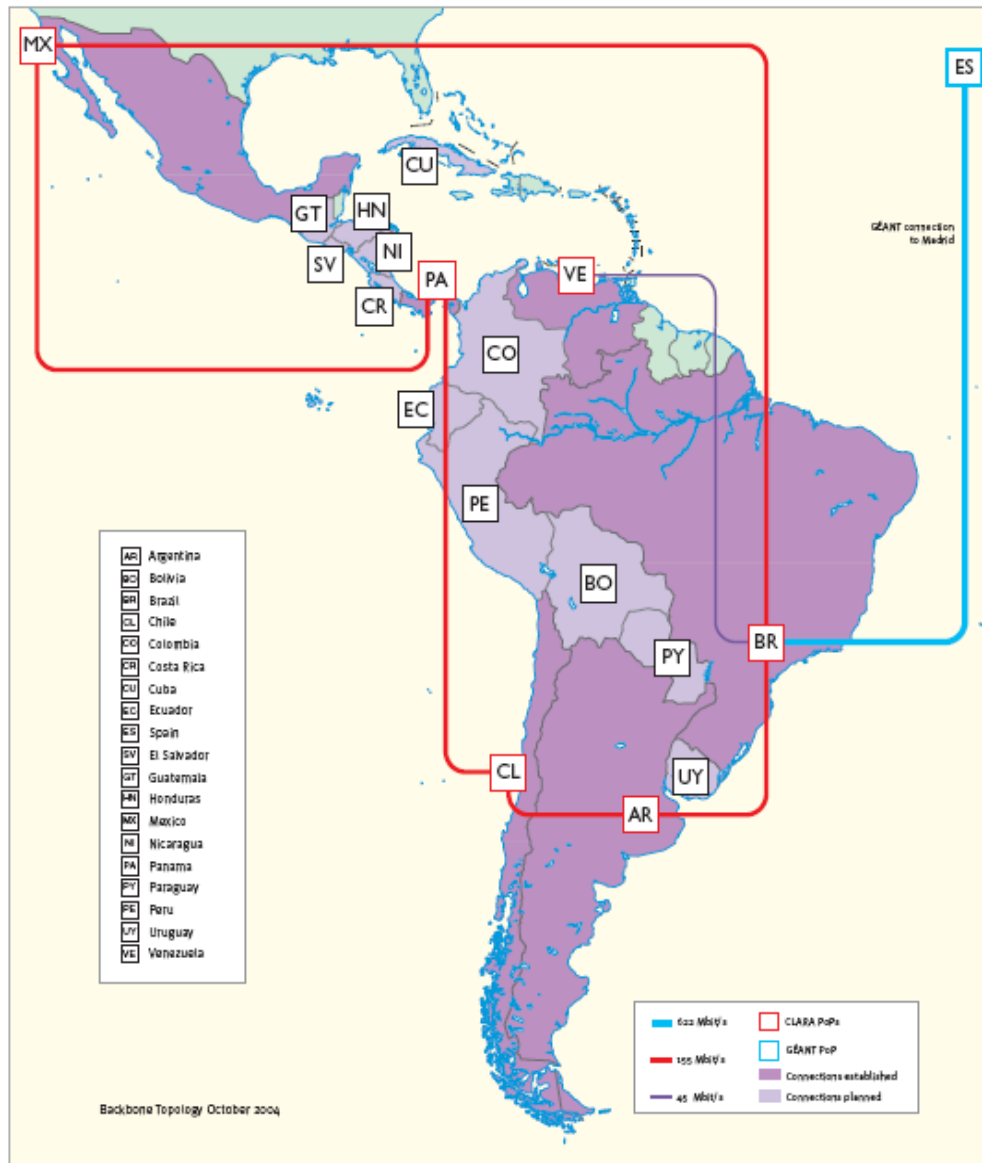 MX
ES
CU
GÉANT connection
to Madrid
GT
HN
NI
SV
PA
VE
CR
CO
EC
PE
BO
PY
BR
CL
UY
AR
AR Argentina
BO Bolivia
BR Brazil
CL Chile
CO Colombia
CR Costa Rica
CU Cuba
EC Ecuador
ES Spain
SV El Salvador
GT Guatemala
HN Honduras
MX Mexico
NI Nicaragua
PA Panama
PY Paraguay
PE Peru
UY Uruguay
VE Venezuela
622 Mbit/s
155 Mbit/s
45 Mbit/s
CLARA PoPs
GÉANT PoP
Connections established
Connections planned
Backbone Topology October 2004